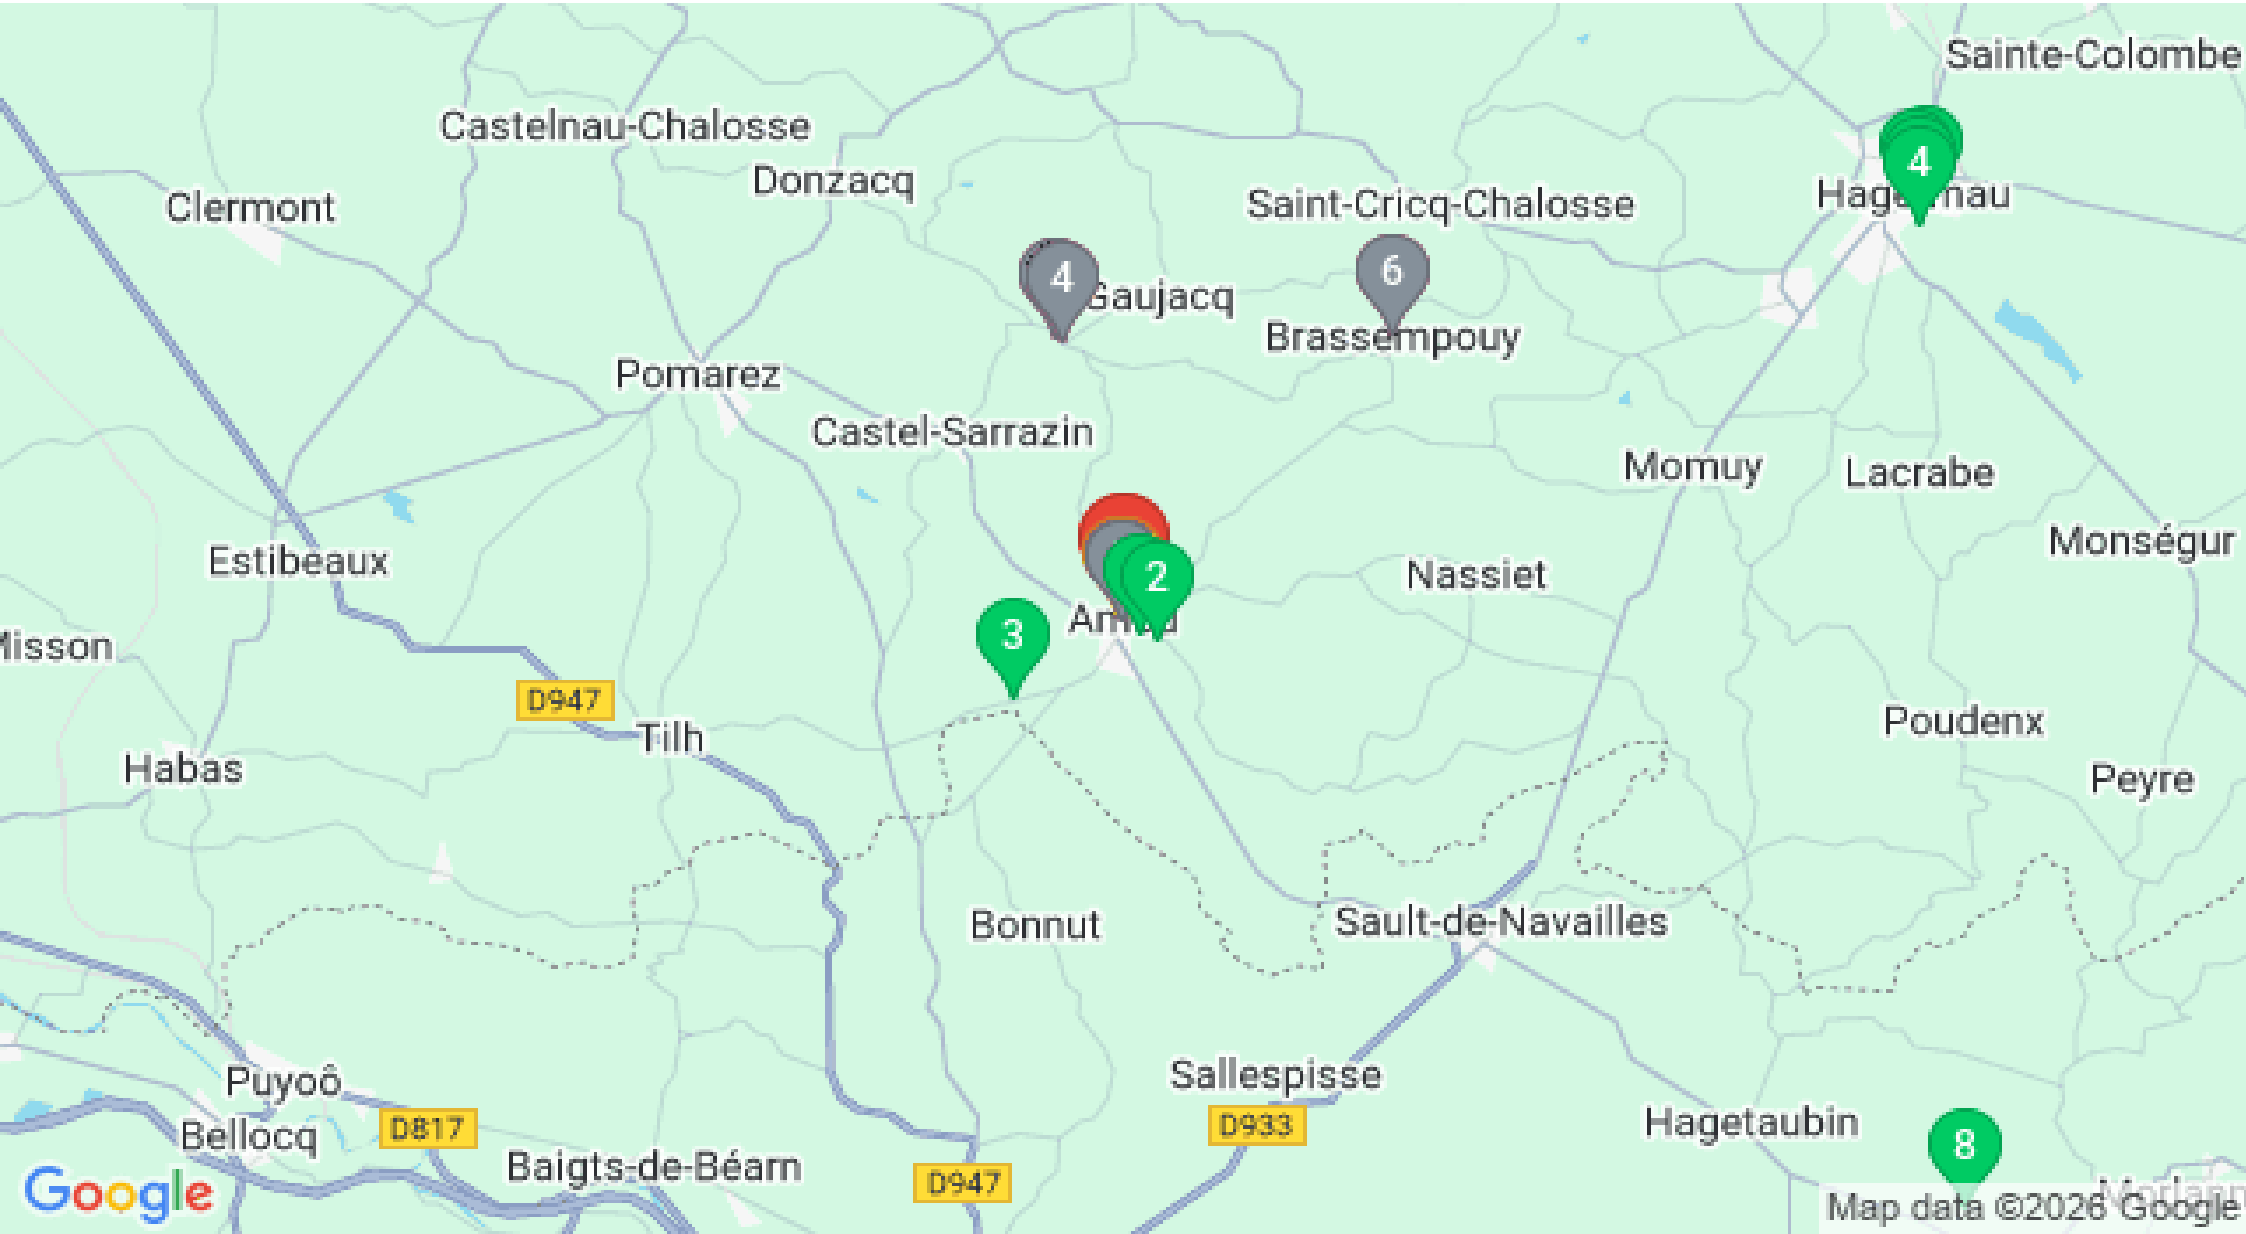 Sainte-Colombe
Castelnau-Chalosse
Donzacq
4
Clermont
Saint-Cricq-Chalosse
4
6
Gaujacq
Brassempouy
Pomarez
Castel-Sarrazin
Momuy
Lacrabe
Monségur
Estibeaux
2
Nassiet
3
D947
Poudenx
Tilh
Habas
Peyre
Bonnut
Sault-de-Navailles
Sallespisse
Puyoô
D817
D933
Hagetaubin
Bellocq
8
Baigts-de-Béarn
D947
Google
Map data ©2026 Google